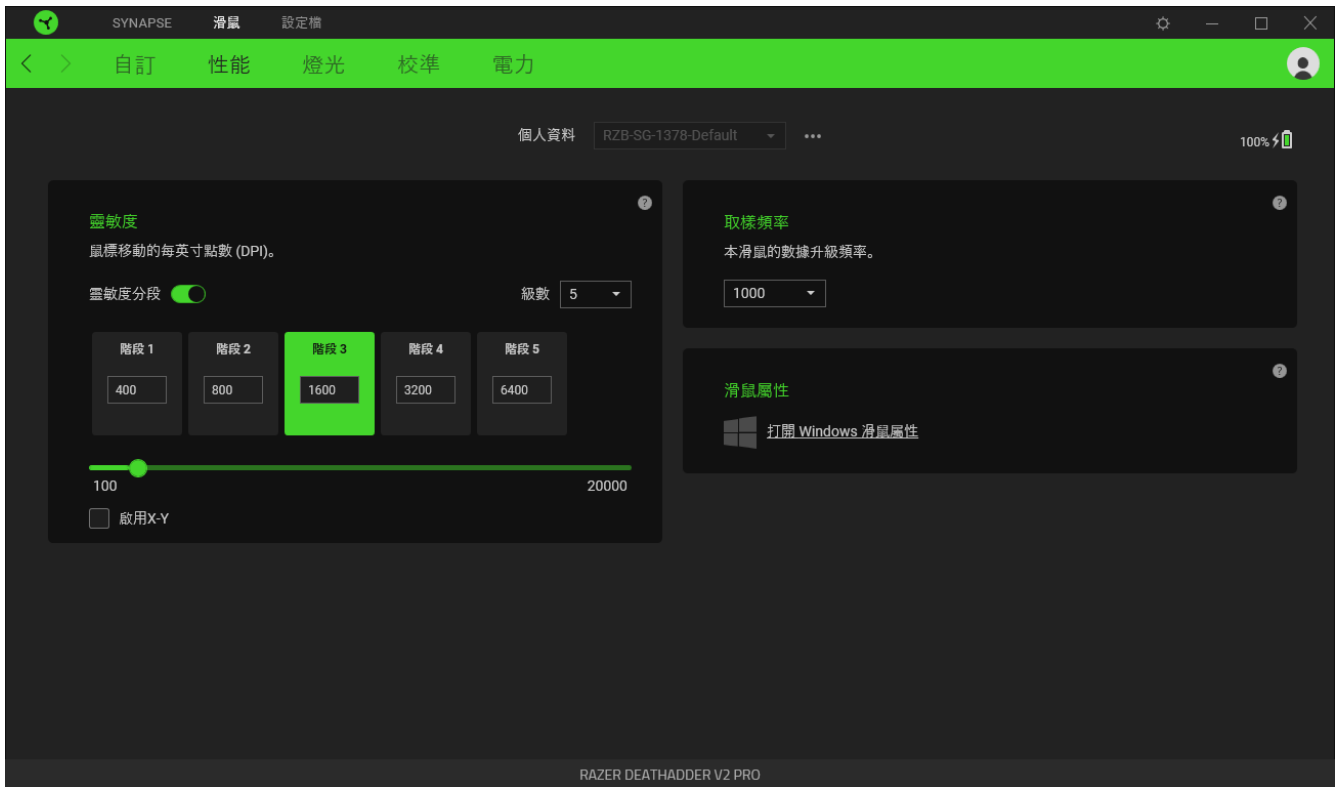 SYNAPSE 滑鼠 設定檔
自訂 性能 燈光 校準 電力
個人資料 RZB-SG-1378-Default
100%
靈敏度
鼠標移動的每英寸點數 (DPI)。
靈敏度分段 級數 5
階段 1 階段 2 階段 3 階段 4 階段 5
400 800 1600 3200 6400
100 20000
啟用X-Y
取樣頻率
本滑鼠的數據升級頻率。
1000
滑鼠屬性
打開 Windows 滑鼠屬性
RAZER DEATHADDER V2 PRO